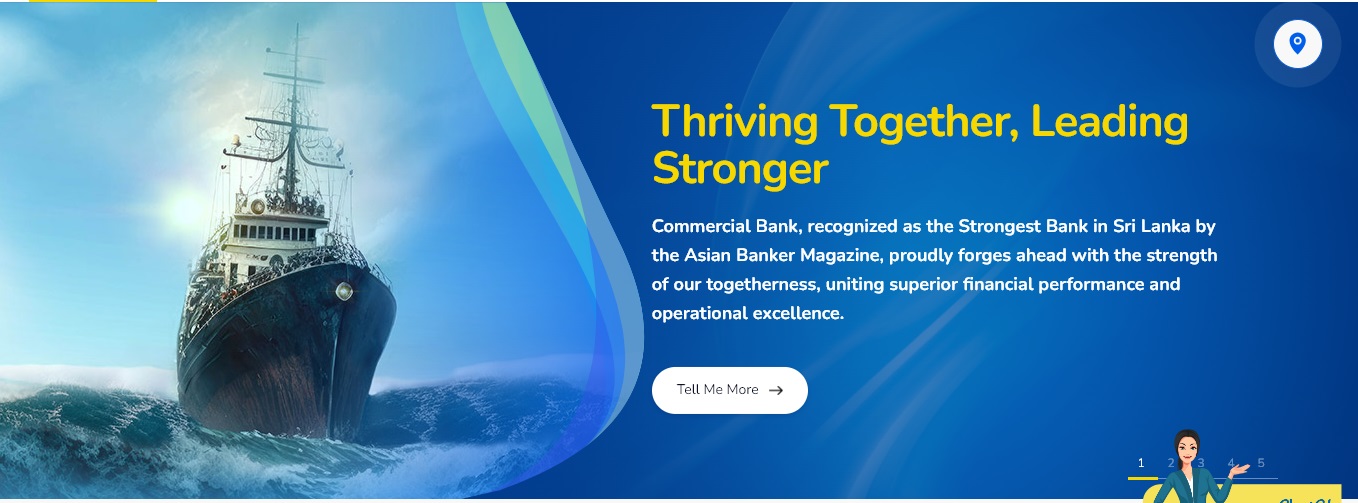 Thriving Together, Leading
Stronger
Commercial Bank, recognized as the Strongest Bank in Sri Lanka by
the Asian Banker Magazine, proudly forges ahead with the strength
of our togetherness, uniting superior financial performance and
operational excellence.
Tell Me More
1 2 3 4 5